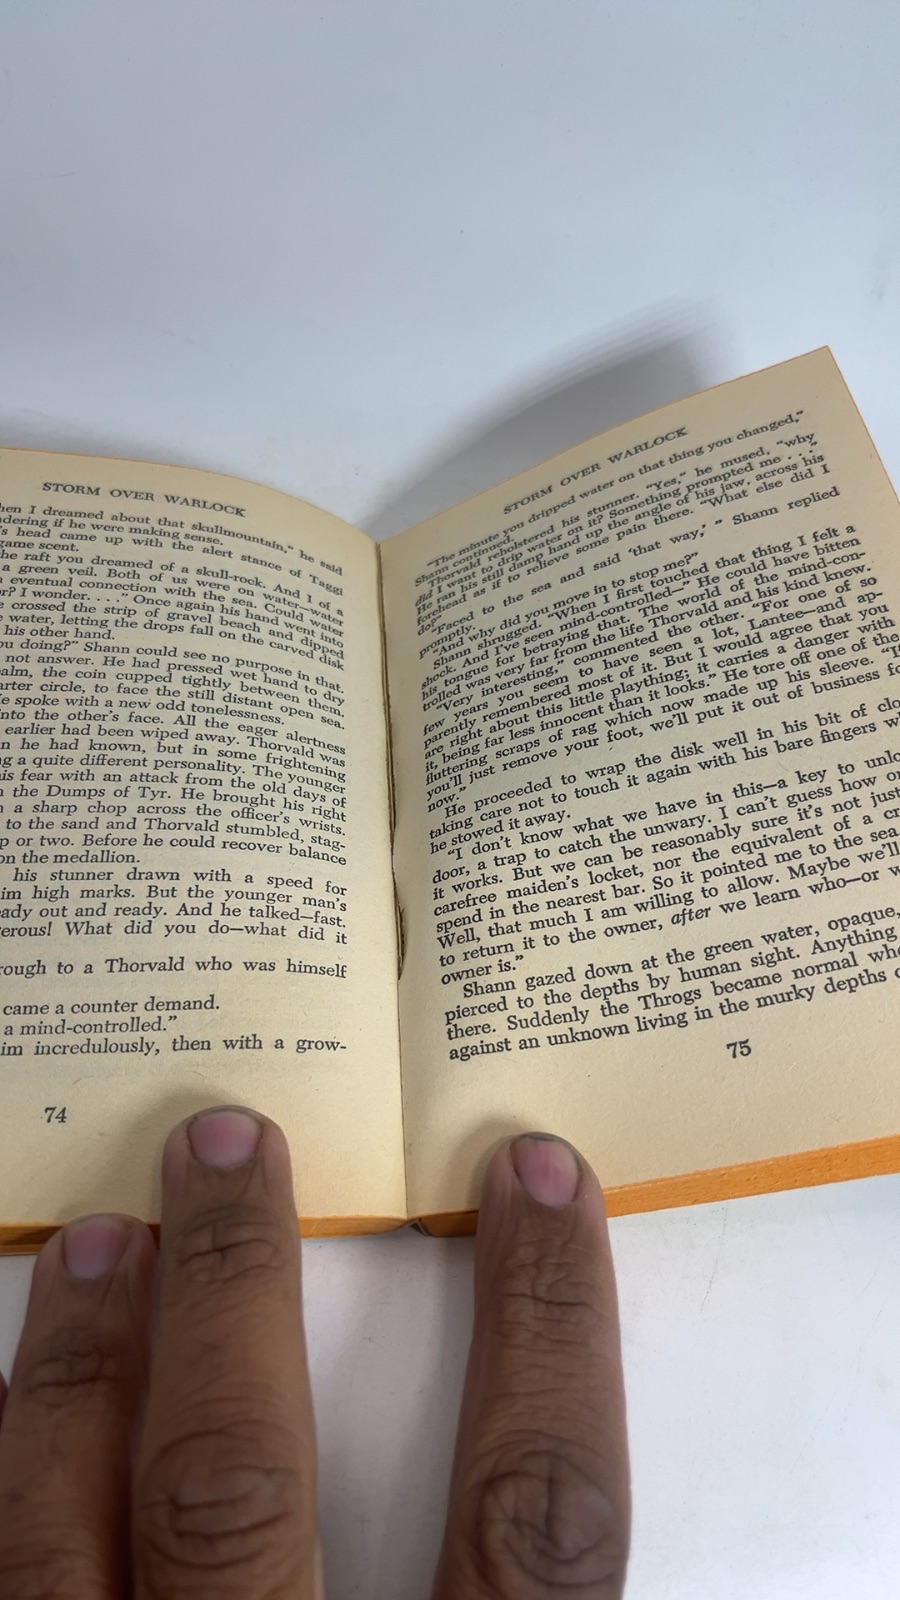 STORM OVER WARLOCK
hen I dreamed about that skullmountain," he said
dering if he were making sense.
's head came up with the alert stance of Taggi
game scent.
he raft you dreamed of a skull-rock. And I of a
a green veil. Both of us were on water—water
eventual connection with the sea. Could water
r? I wonder. . . ." Once again his hand went into
e crossed the strip of gravel beach and dipped
e water, letting the drops fall on the carved disk
his other hand.
ou doing?" Shann could see no purpose in that.
not answer. He had pressed wet hand to dry
alm, the coin cupped tightly between them.
arter circle, to face the still distant open sea.
e spoke with a new odd tonelessness.
into the other's face. All the eager alertness
earlier had been wiped away. Thorvald was
n he had known, but in some frightening
g a quite different personality. The younger
is fear with an attack from the old days of
n the Dumps of Tyr. He brought his right
n a sharp chop across the officer's wrists.
to the sand and Thorvald stumbled, stag-
p or two. Before he could recover balance
on the medallion.
his stunner drawn with a speed for
im high marks. But the younger man's
eady out and ready. And he talked—fast.
erous! What did you do—what did it
rough to a Thorvald who was himself
came a counter demand.
a mind-controlled."
im incredulously, then with a grow-
74
STORM OVER WARLOCK
"The minute you dripped water on that thing you changed,"
Shann continued.
Thorvald reholstered his stunner. "Yes," he mused, "why
did I want to drip water on it? Something prompted me . . ."
He ran his still damp hand up the angle of his jaw, across his
forehead as if to relieve some pain there. "What else did I
do?"
"Faced to the sea and said 'that way,' " Shann replied
promptly.
"And why did you move in to stop me?"
Shann shrugged. "When I first touched that thing I felt a
shock. And I've seen mind-controlled—" He could have bitten
his tongue for betraying that. The world of the mind-con-
trolled was very far from the life Thorvald and his kind knew.
"Very interesting," commented the other. "For one of so
few years you seem to have seen a lot, Lantee—and ap-
parently remembered most of it. But I would agree that you
are right about this little plaything; it carries a danger with
it, being far less innocent than it looks." He tore off one of the
fluttering scraps of rag which now made up his sleeve. "I
you'll just remove your foot, we'll put it out of business fo
now."
He proceeded to wrap the disk well in his bit of clo
taking care not to touch it again with his bare fingers w
he stowed it away.
"I don't know what we have in this—a key to unlo
door, a trap to catch the unwary. I can't guess how or
it works. But we can be reasonably sure it's not just
carefree maiden's locket, nor the equivalent of a cr
spend in the nearest bar. So it pointed me to the sea
Well, that much I am willing to allow. Maybe we'll
to return it to the owner, after we learn who—or w
owner is."
Shann gazed down at the green water, opaque,
pierced to the depths by human sight. Anything
there. Suddenly the Throgs became normal whe
against an unknown living in the murky depths o
75